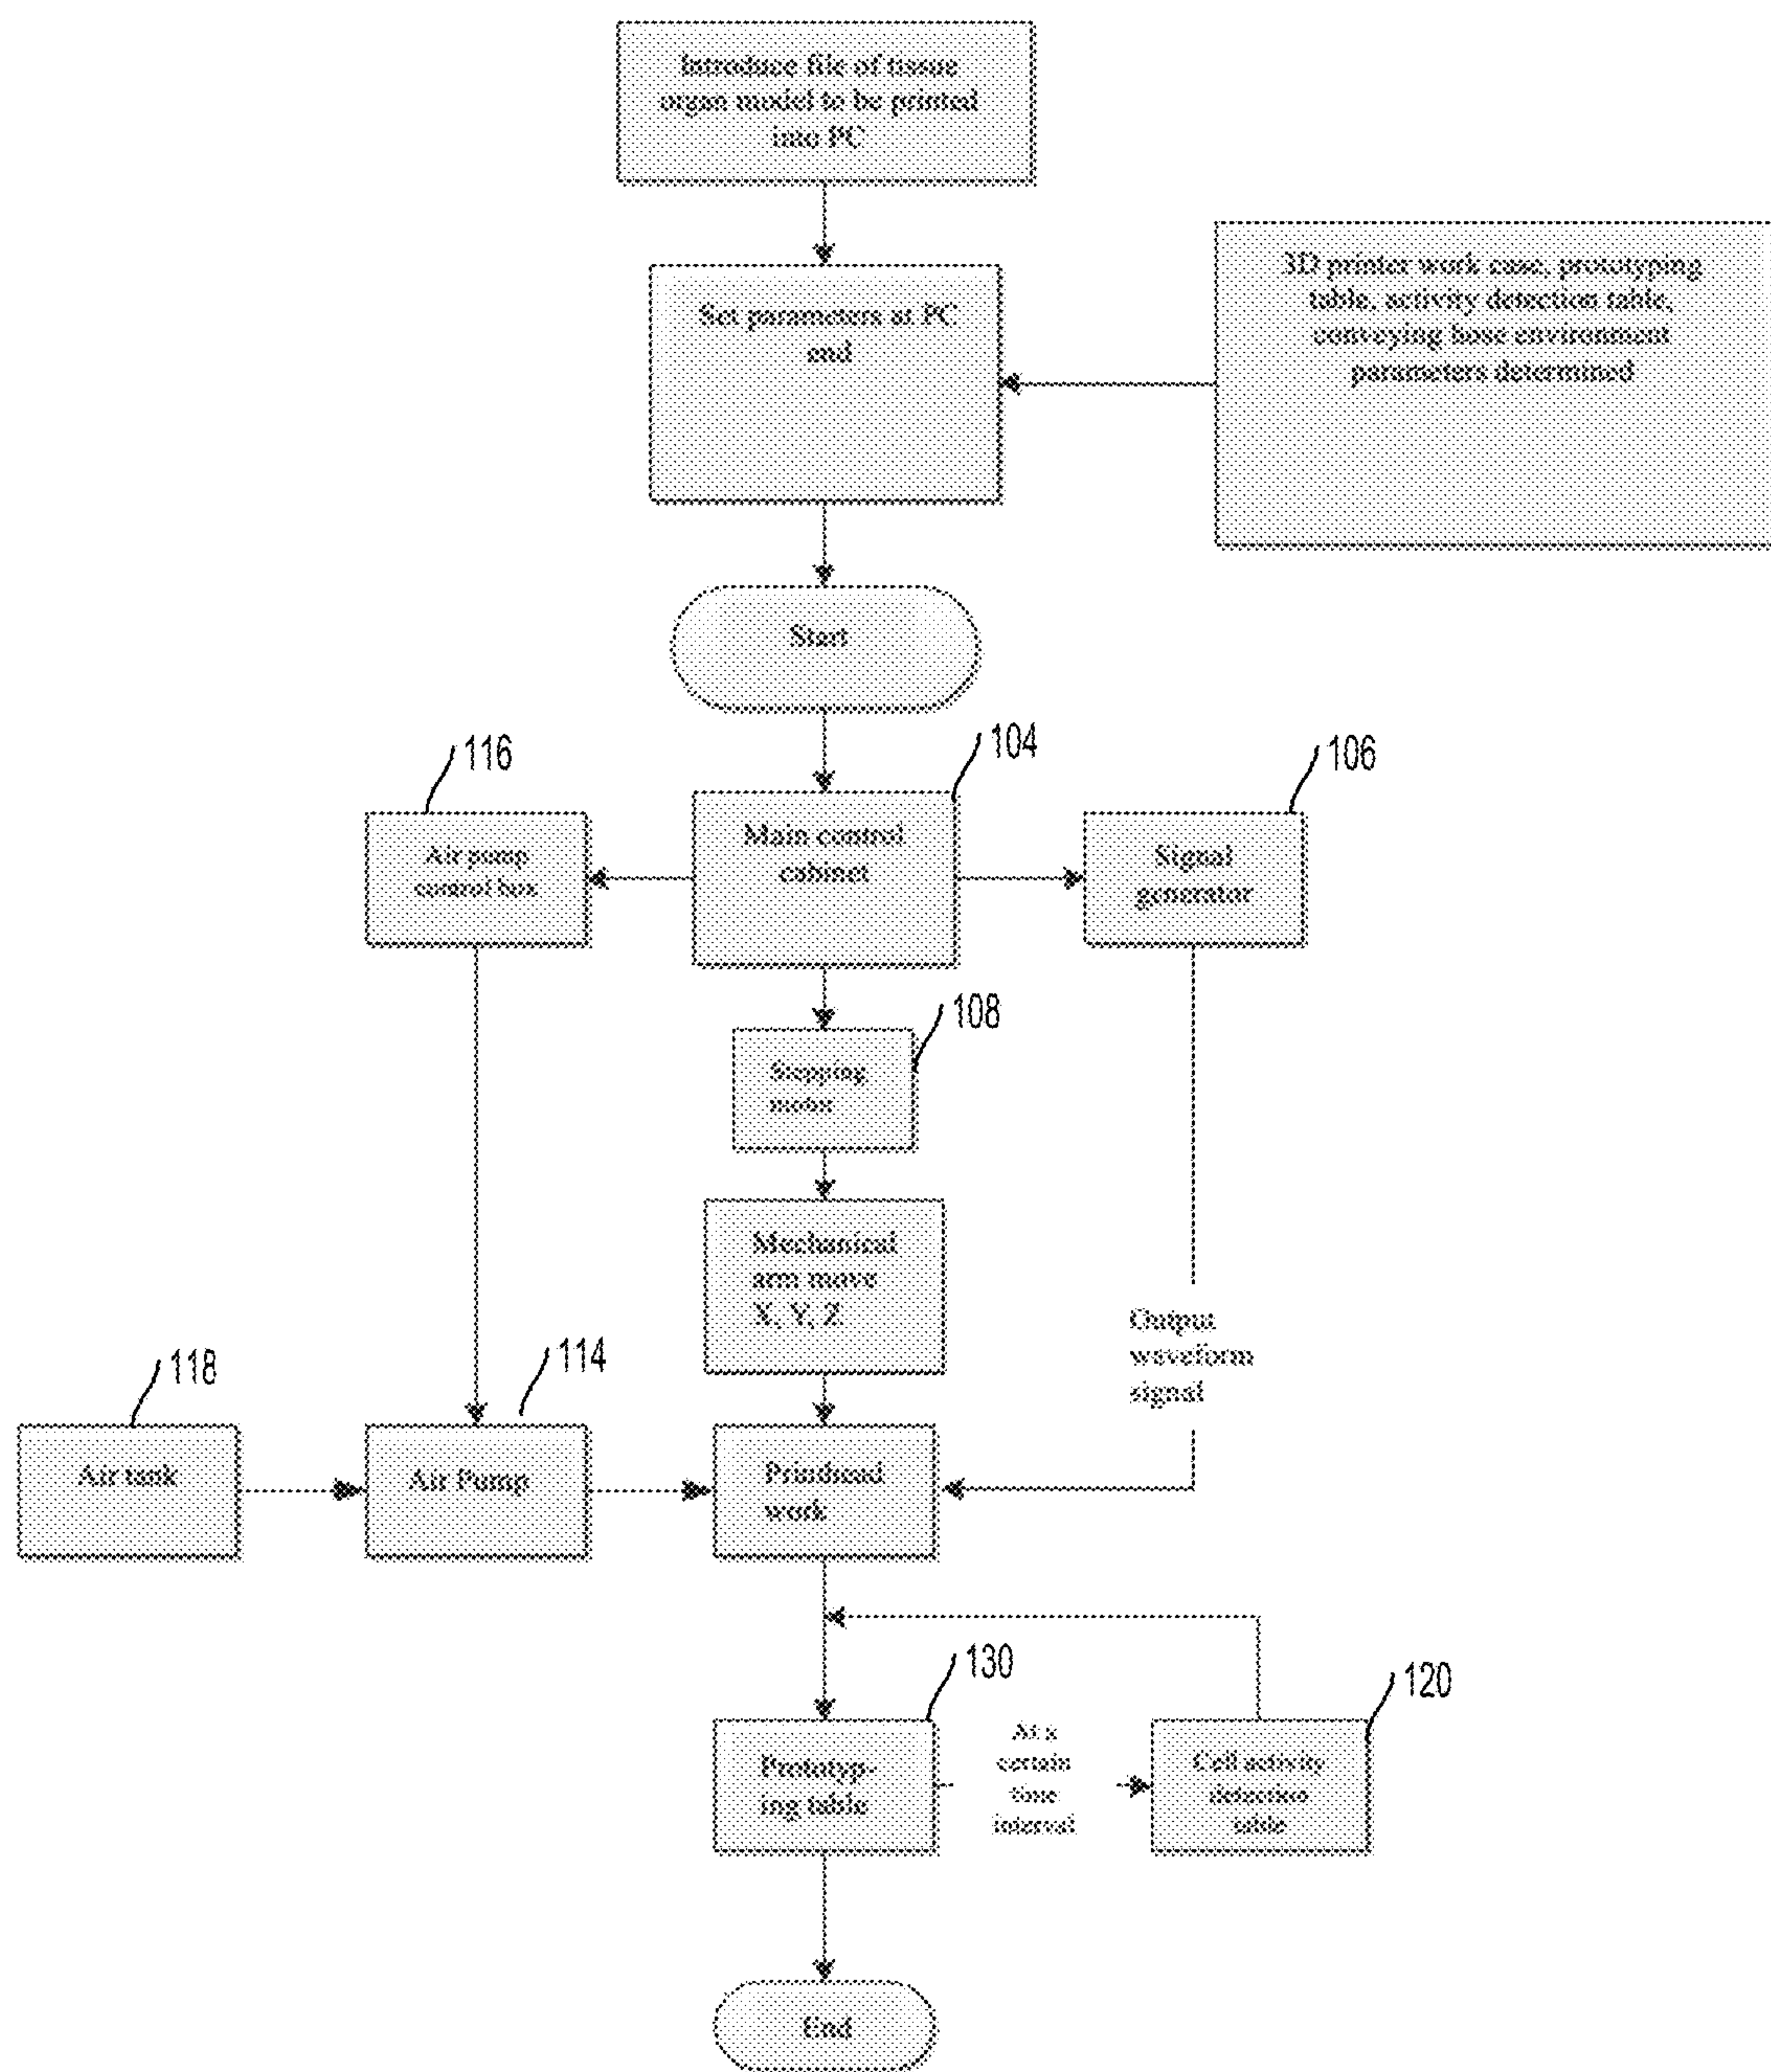 Introduce file of tissue
organ model to be printed
into PC
3D printer work case, prototyping
table, activity detection table,
conveying hose environment
parameters determined
Set parameters at PC
end
Start
116
104
106
Air pump
control box
Main control
cabinet
Signal
generator
108
Stepping
motor
Mechanical
arm move
X, Y, Z
Output
waveform
signal
118
114
Air tank
Air Pump
Printhead
work
130
120
Prototyp-
ing table
At a
certain
time
interval
Cell activity
detection
table
End